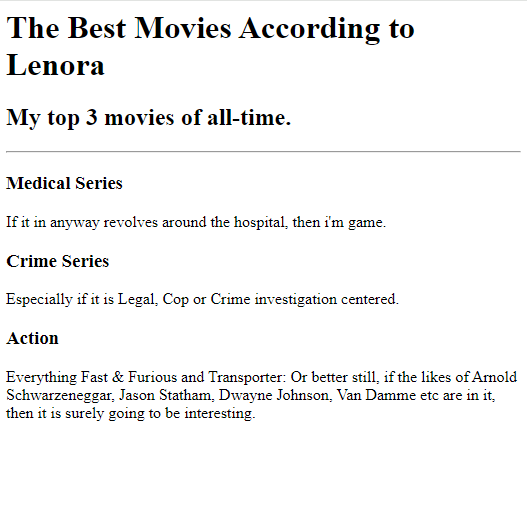 The Best Movies According to
Lenora
My top 3 movies of all-time.
Medical Series
If it in anyway revolves around the hospital, then i'm game.
Crime Series
Especially if it is Legal, Cop or Crime investigation centered.
Action
Everything Fast & Furious and Transporter: Or better still, if the likes of Arnold
Schwarzeneggar, Jason Statham, Dwayne Johnson, Van Damme etc are in it,
then it is surely going to be interesting.